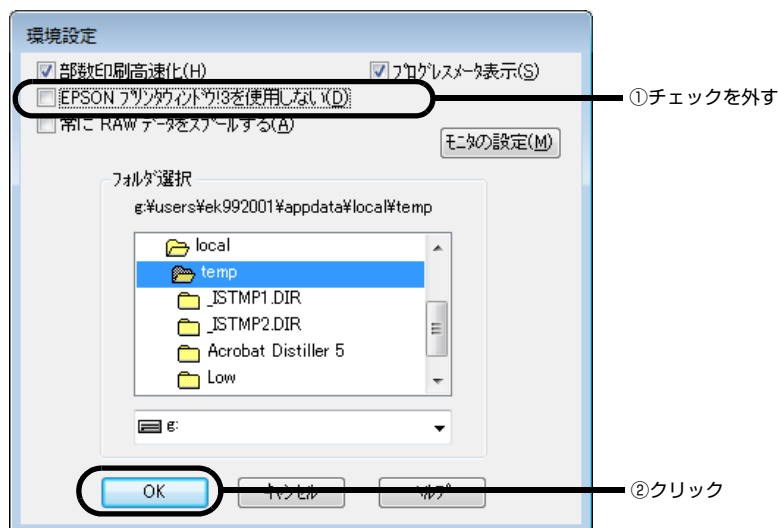 環境設定
部数印刷高速化(H)
プログレスメータ表示(S)
EPSON プリンタウィンドウ!3を使用しない(D)
①チェックを外す
常に RAW データをスプールする(A)
モニタの設定(M)
フォルダ選択
g:¥users¥ek992001¥appdata¥local¥temp
local
temp
_ISTMP1.DIR
_ISTMP2.DIR
Acrobat Distiller 5
Low
g:
OK
キャンセル
ヘルプ
②クリック